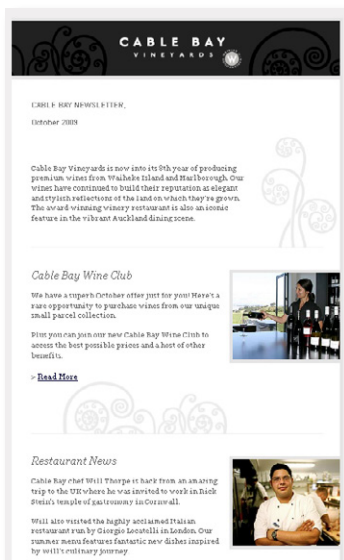 CABLE BAY
VINEYARDS
CABLE BAY NEWSLETTER,
October 2009
Cable Bay Vineyards is now into its 9th year of producing
premium wines from Waiheke Island and Marlborough. Our
wines have continued to build their reputation as elegant
and stylish reflections of the land on which they're grown.
The award-winning winery restaurant is also an iconic
feature in the vibrant Auckland dining scene.
Cable Bay Wine Club
We have a superb October offer just for you! Here's a
rare opportunity to purchase wines from our unique
small parcel collection.
Plus you can join our new Cable Bay Wine Club to
access the best possible prices and a host of other
benefits.
> Read More
Restaurant News
Cable Bay chef Will Thorpe is back from an amazing
trip to the UK where he was invited to work in Rick
Stein's temple of gastronomy in Cornwall.
Will also visited the highly acclaimed Italian
restaurant run by Giorgio Locatelli in London. Our
summer menu features fantastic new dishes inspired
by will's culinary journey.